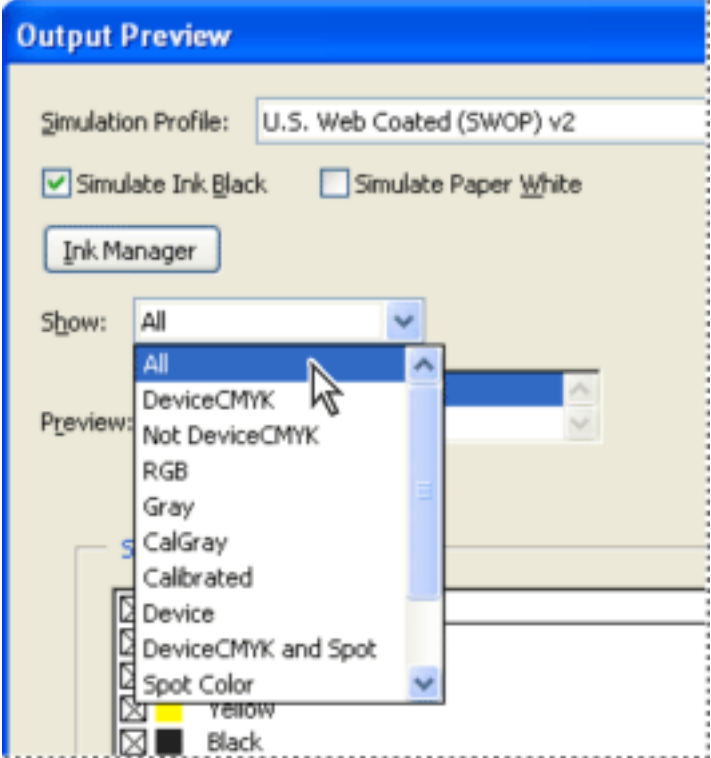 Output Preview
Simulation Profile: U.S. Web Coated (SWOP) v2
Simulate Ink Black Simulate Paper White
Ink Manager
Show: All
All
DeviceCMYK
Preview:
Not DeviceCMYK
RGB
Gray
CalGray
Calibrated
Device
DeviceCMYK and Spot
Spot Color
Yellow
Black